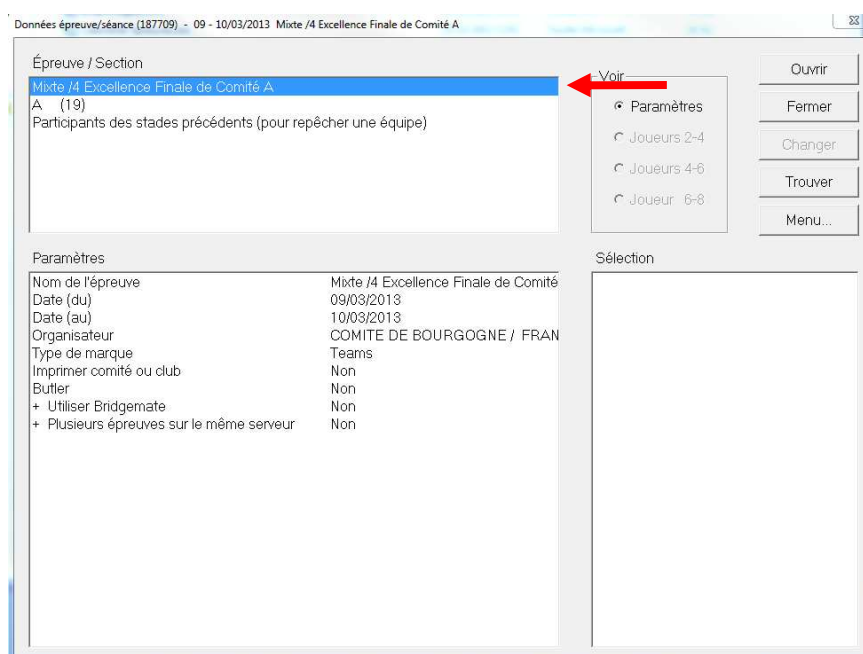 Données épreuve/séance (187709) - 09 - 10/03/2013 Mixte /4 Excellence Finale de Comité A
Épreuve / Section
Mixte /4 Excellence Finale de Comité A
A (19)
Participants des stades précédents (pour repêcher une équipe)
Voir
Paramètres
Joueurs 2-4
Joueurs 4-6
Joueur 6-8
Ouvrir
Fermer
Changer
Trouver
Menu...
Paramètres
Nom de l'épreuve Mixte /4 Excellence Finale de Comité
Date (du) 09/03/2013
Date (au) 10/03/2013
Organisateur COMITE DE BOURGOGNE / FRAN
Type de marque Teams
Imprimer comité ou club Non
Butler Non
+ Utiliser Bridgemate Non
+ Plusieurs épreuves sur le même serveur Non
Sélection